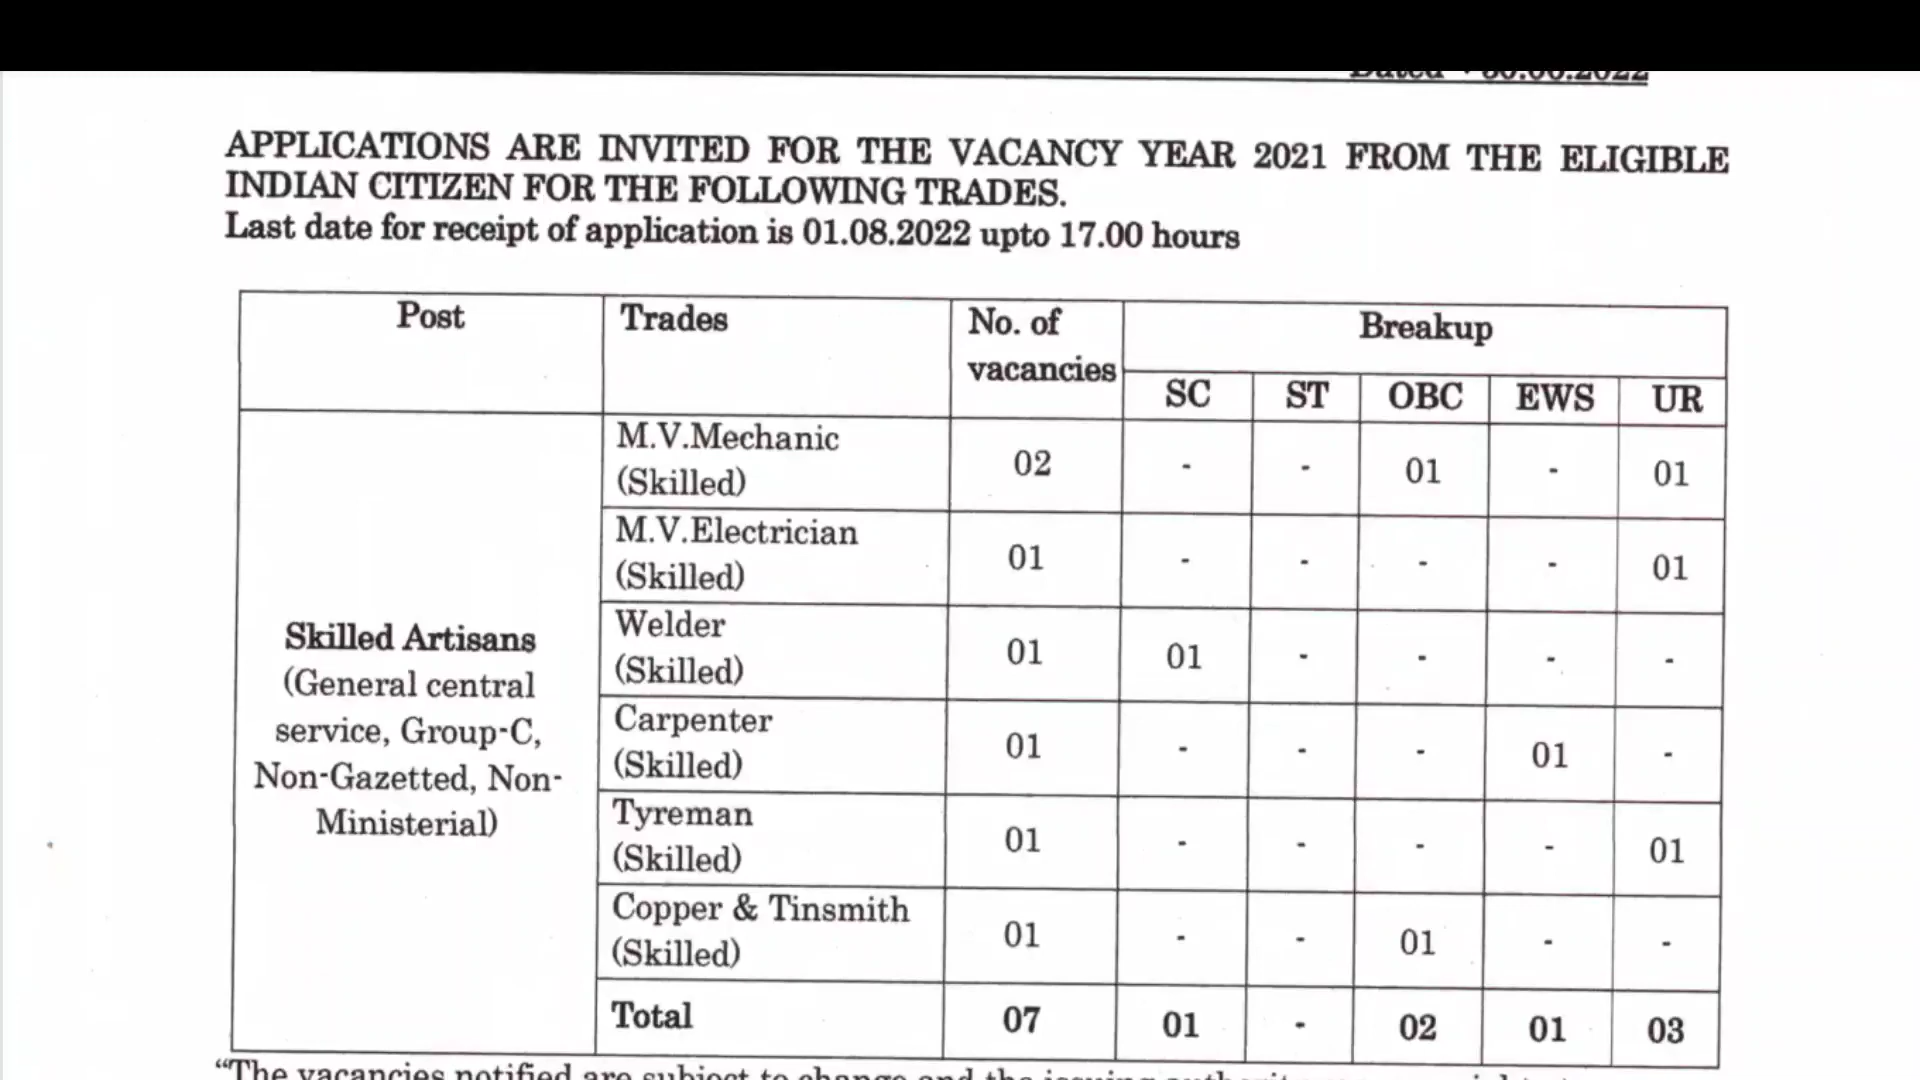 Dated : 30.06.2022
APPLICATIONS ARE INVITED FOR THE VACANCY YEAR 2021 FROM THE ELIGIBLE
INDIAN CITIZEN FOR THE FOLLOWING TRADES.
Last date for receipt of application is 01.08.2022 upto 17.00 hours
Post Trades No. of vacancies Breakup
SC ST OBC EWS UR
Skilled Artisans
(General central
service, Group-C,
Non-Gazetted, Non-
Ministerial)
M.V.Mechanic
(Skilled) 02 - - 01 - 01
M.V.Electrician
(Skilled) 01 - - - - 01
Welder
(Skilled) 01 01 - - - -
Carpenter
(Skilled) 01 - - - 01 -
Tyreman
(Skilled) 01 - - - - 01
Copper & Tinsmith
(Skilled) 01 - - 01 - -
Total 07 01 - 02 01 03
“The vacancies notified are subject to change and the issuing